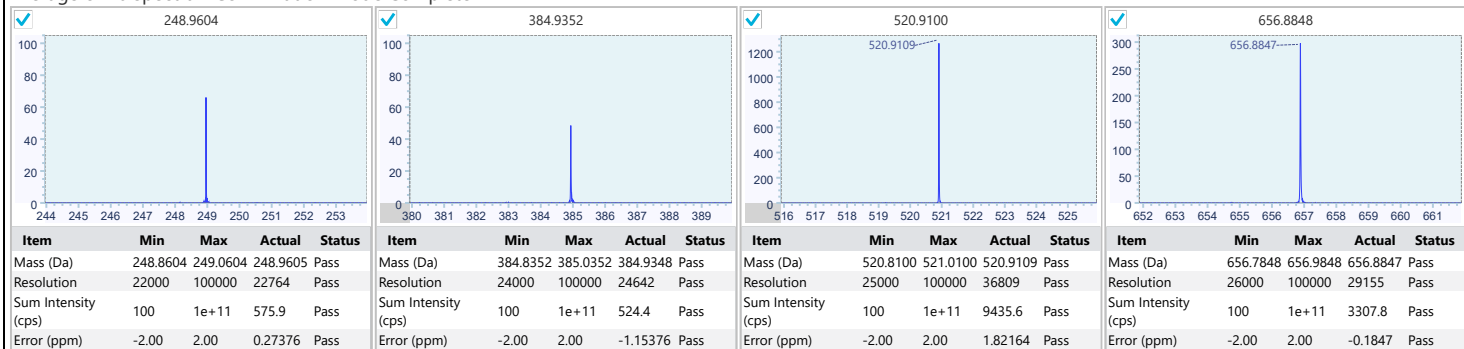 248.9604
100
80
60
40
20
0
244 245 246 247 248 249 250 251 252 253
Item Min Max Actual Status
Mass (Da) 248.8604 249.0604 248.9605 Pass
Resolution 22000 100000 22764 Pass
Sum Intensity (cps) 100 1e+11 575.9 Pass
Error (ppm) -2.00 2.00 0.27376 Pass
384.9352
100
80
60
40
20
0
380 381 382 383 384 385 386 387 388 389
Item Min Max Actual Status
Mass (Da) 384.8352 385.0352 384.9348 Pass
Resolution 24000 100000 24642 Pass
Sum Intensity (cps) 100 1e+11 524.4 Pass
Error (ppm) -2.00 2.00 -1.15376 Pass
520.9100
520.9109
1200
1000
800
600
400
200
0
516 517 518 519 520 521 522 523 524 525
Item Min Max Actual Status
Mass (Da) 520.8100 521.0100 520.9109 Pass
Resolution 25000 100000 36809 Pass
Sum Intensity (cps) 100 1e+11 9435.6 Pass
Error (ppm) -2.00 2.00 1.82164 Pass
656.8848
656.8847
300
250
200
150
100
50
0
652 653 654 655 656 657 658 659 660 661
Item Min Max Actual Status
Mass (Da) 656.7848 656.9848 656.8847 Pass
Resolution 26000 100000 29155 Pass
Sum Intensity (cps) 100 1e+11 3307.8 Pass
Error (ppm) -2.00 2.00 -0.1847 Pass